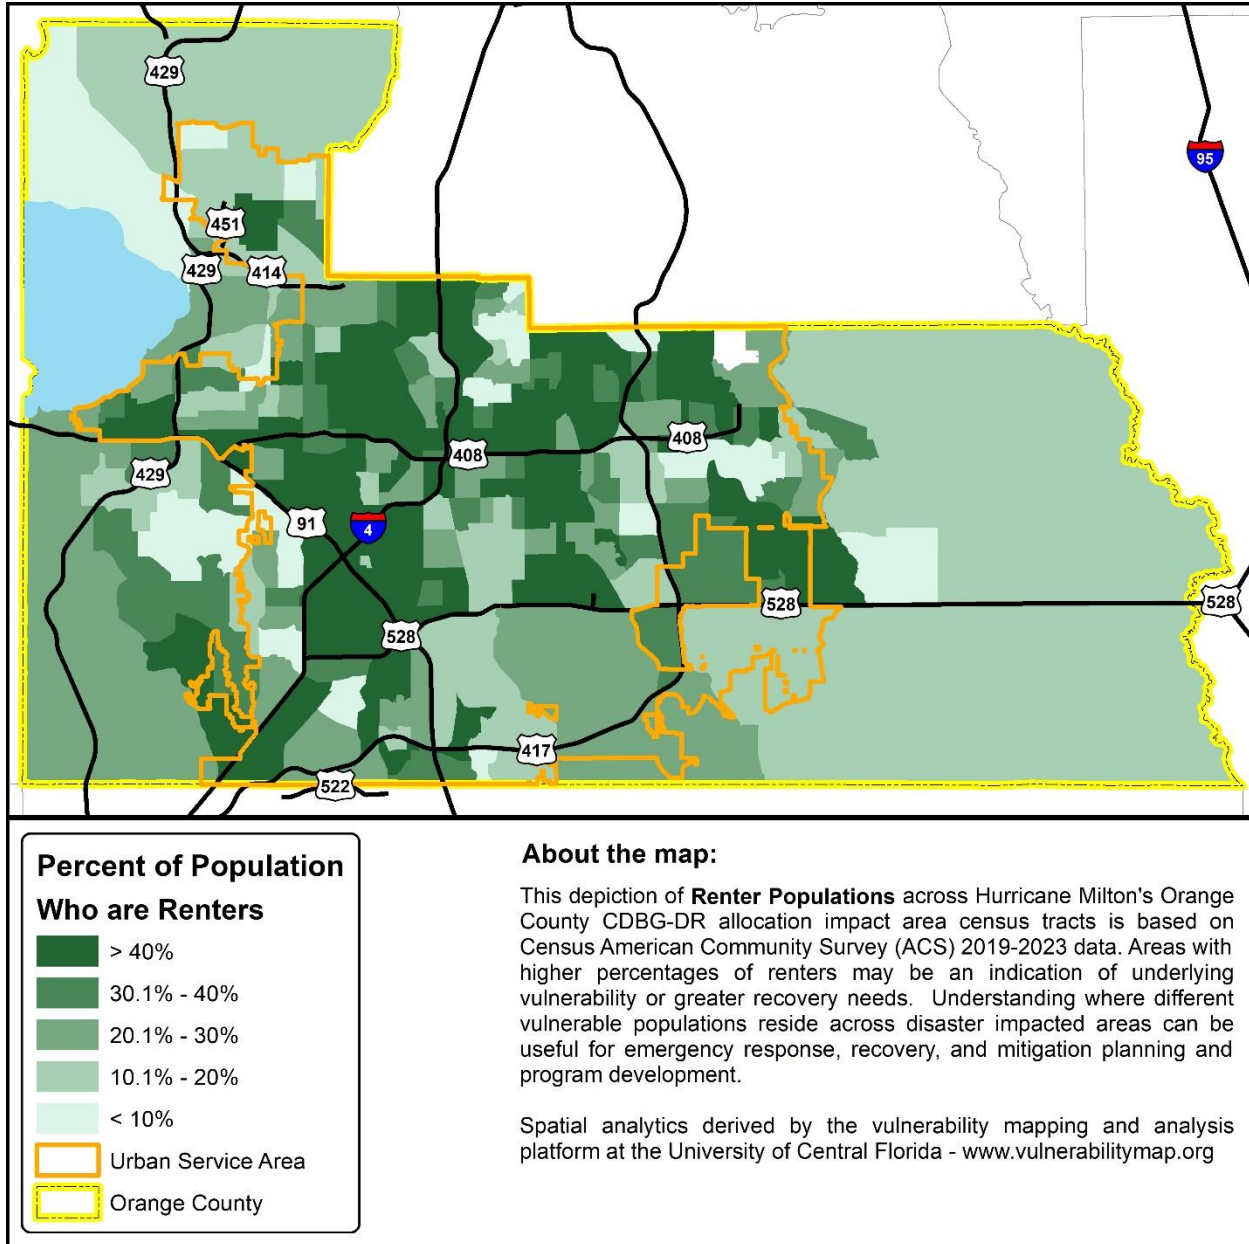 429
95
451
429
414
408
408
429
91
4
528
528
528
417
522
Percent of Population
Who are Renters
> 40%
30.1% - 40%
20.1% - 30%
10.1% - 20%
< 10%
Urban Service Area
Orange County
About the map:
This depiction of Renter Populations across Hurricane Milton's Orange
County CDBG-DR allocation impact area census tracts is based on
Census American Community Survey (ACS) 2019-2023 data. Areas with
higher percentages of renters may be an indication of underlying
vulnerability or greater recovery needs. Understanding where different
vulnerable populations reside across disaster impacted areas can be
useful for emergency response, recovery, and mitigation planning and
program development.
Spatial analytics derived by the vulnerability mapping and analysis
platform at the University of Central Florida - www.vulnerabilitymap.org